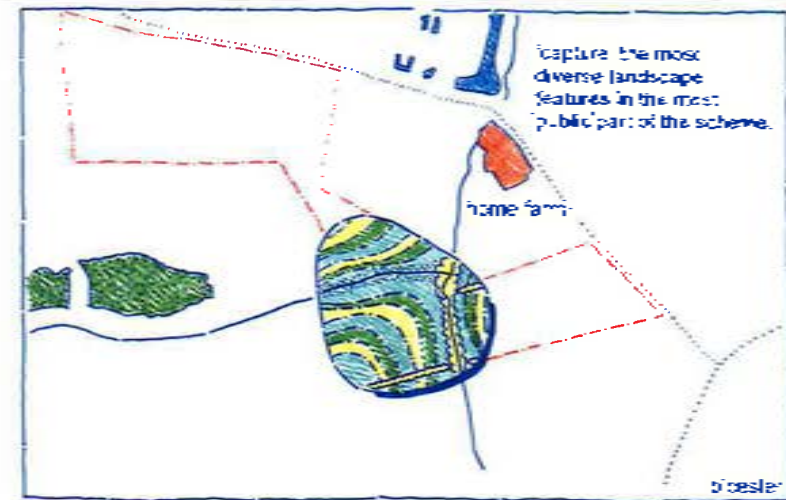 'capture the most
diverse landscape
features in the most
'public' part of the scheme.
home farm
bicester